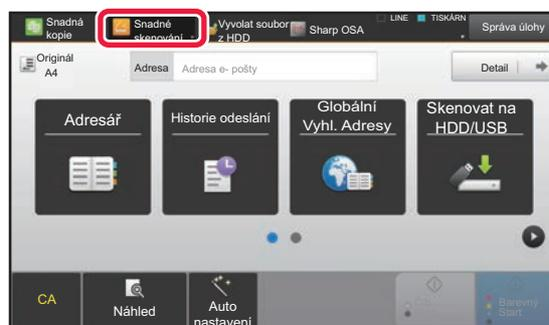 Snadná
kopie
Snadné
skenování
Vyvolat soubor
z HDD
Sharp OSA
LINE
TISKÁRN
Správa úlohy
Originál
A4
Adresa
Adresa e- pošty
Detail
Adresář
Historie odeslání
Globální
Vyhl. Adresy
Skenovat na
HDD/USB
CA
Náhled
Auto
nastavení
Barevný
Start